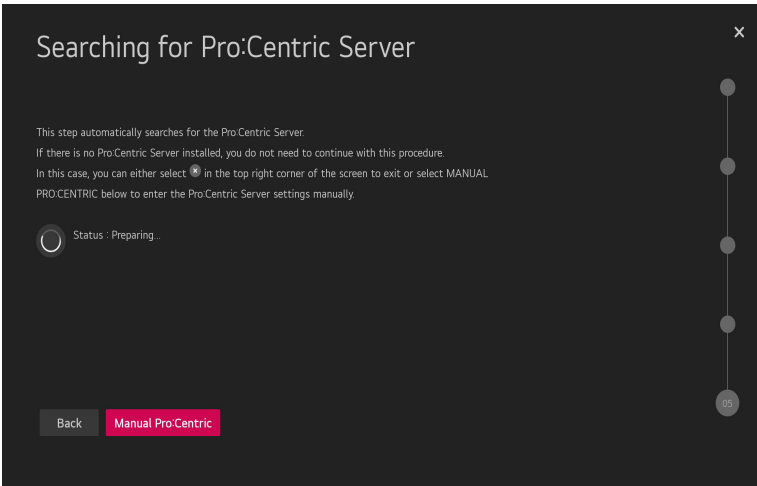 Searching for Pro:Centric Server
This step automatically searches for the Pro:Centric Server.
If there is no Pro:Centric Server installed, you do not need to continue with this procedure.
In this case, you can either select × in the top right corner of the screen to exit or select MANUAL
PRO:CENTRIC below to enter the Pro:Centric Server settings manually.
Status : Preparing...
05
Back
Manual Pro:Centric